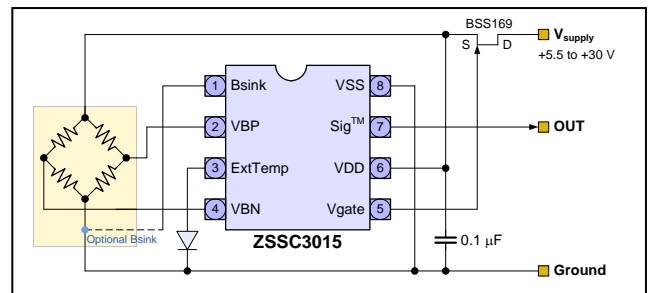 BSS169
S D
Vsupply
+5.5 to +30 V
1 Bsink VSS 8
2 VBP Sig™ 7 OUT
3 ExtTemp VDD 6
4 VBN Vgate 5
Optional Bsink
ZSSC3015
0.1 µF
Ground